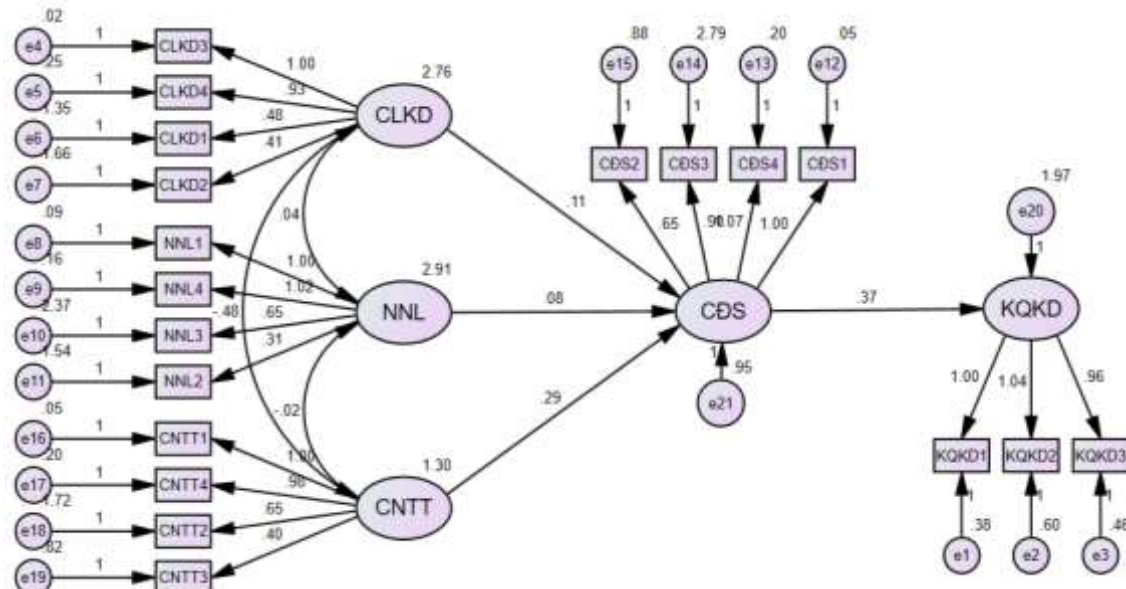 .02
e4 1 CLKD3
1.00
.25
e5 1 CLKD4
.93
1.35
e6 1 CLKD1
.48
1.66
e7 1 CLKD2
.41
2.76
CLKD
.09
e8 1 NNL1
1.00
.16
e9 1 NNL4
1.02
2.37
e10 1 NNL3
.65
1.54
e11 1 NNL2
.31
2.91
NNL
.05
e16 1 CNTT1
1.00
.20
e17 1 CNTT4
.98
1.72
e18 1 CNTT2
.65
.82
e19 1 CNTT3
.40
1.30
CNTT
.04
-.48
-.02
.11
.08
.29
.88 2.79 .20 .05
e15 e14 e13 e12
1 1 1 1
CĐS2 CĐS3 CĐS4 CĐS1
.65 1.07 1.00
CĐS
1 .95
e21
.37
1.97
e20
1
KQKD
1.00 1.04 .96
KQKD1 KQKD2 KQKD3
1 1 1
.38 .60 .46
e1 e2 e3